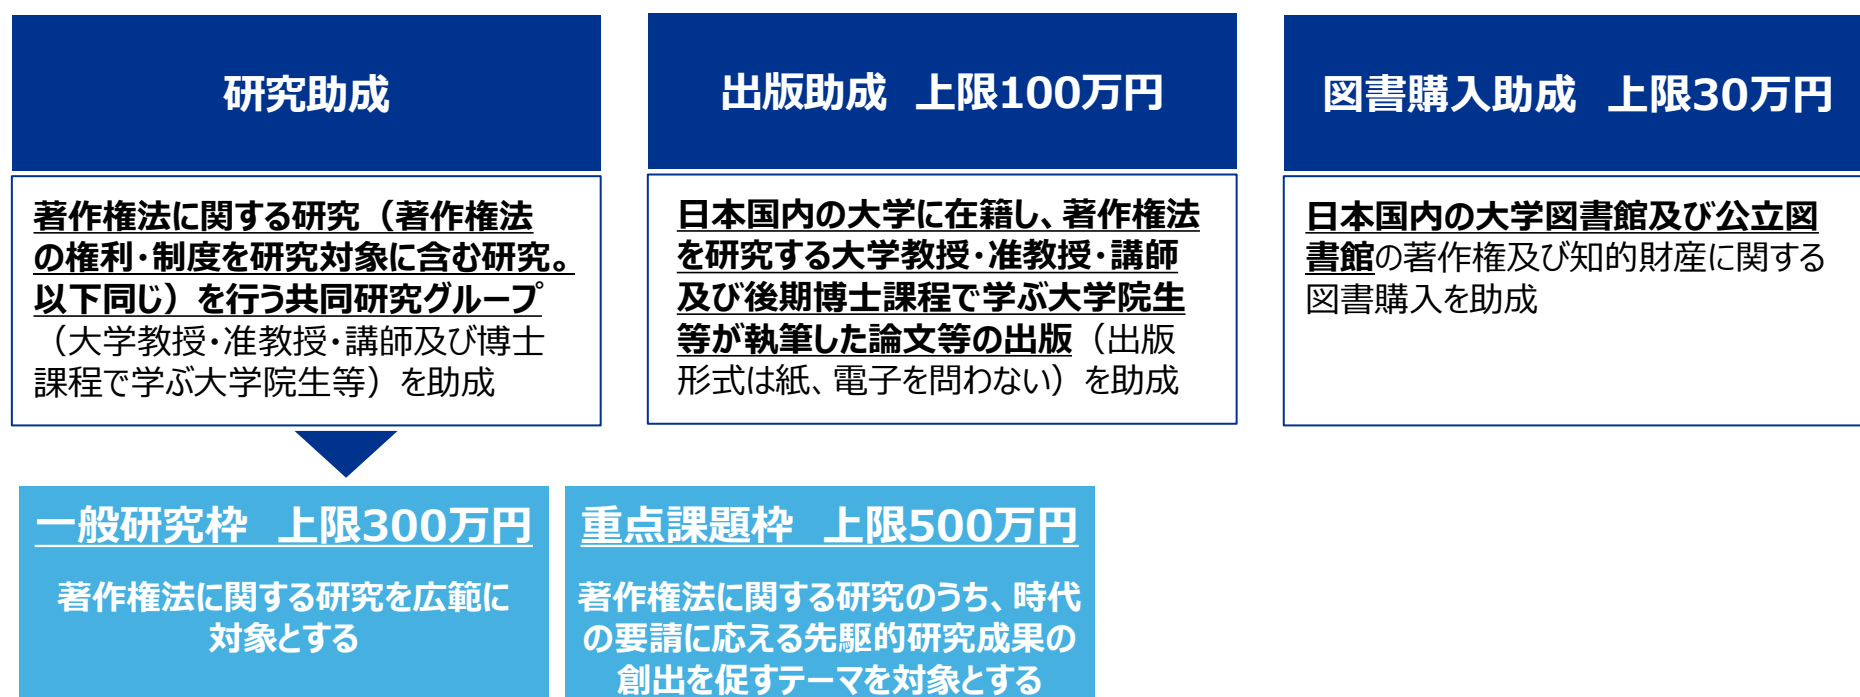 研究助成
著作権法に関する研究（著作権法
の権利・制度を研究対象に含む研究。
以下同じ）を行う共同研究グループ
（大学教授・准教授・講師及び博士
課程で学ぶ大学院生等）を助成
出版助成　上限100万円
日本国内の大学に在籍し、著作権法
を研究する大学教授・准教授・講師
及び後期博士課程で学ぶ大学院生
等が執筆した論文等の出版（出版
形式は紙、電子を問わない）を助成
図書購入助成　上限30万円
日本国内の大学図書館及び公立図
書館の著作権及び知的財産に関する
図書購入を助成
一般研究枠　上限300万円
著作権法に関する研究を広範に
対象とする
重点課題枠　上限500万円
著作権法に関する研究のうち、時代
の要請に応える先駆的研究成果の
創出を促すテーマを対象とする